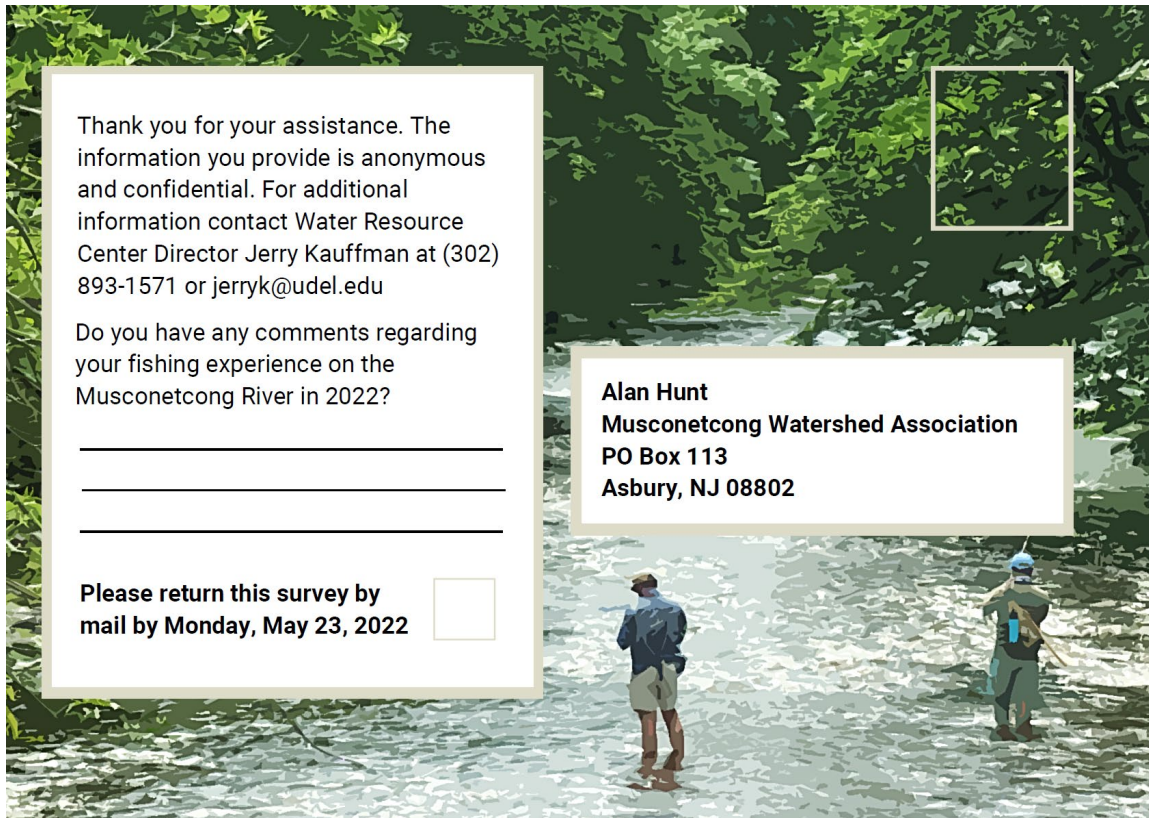 Thank you for your assistance. The
information you provide is anonymous
and confidential. For additional
information contact Water Resource
Center Director Jerry Kauffman at (302)
893-1571 or jerryk@udel.edu
Do you have any comments regarding
your fishing experience on the
Musconetcong River in 2022?
Please return this survey by
mail by Monday, May 23, 2022
Alan Hunt
Musconetcong Watershed Association
PO Box 113
Asbury, NJ 08802